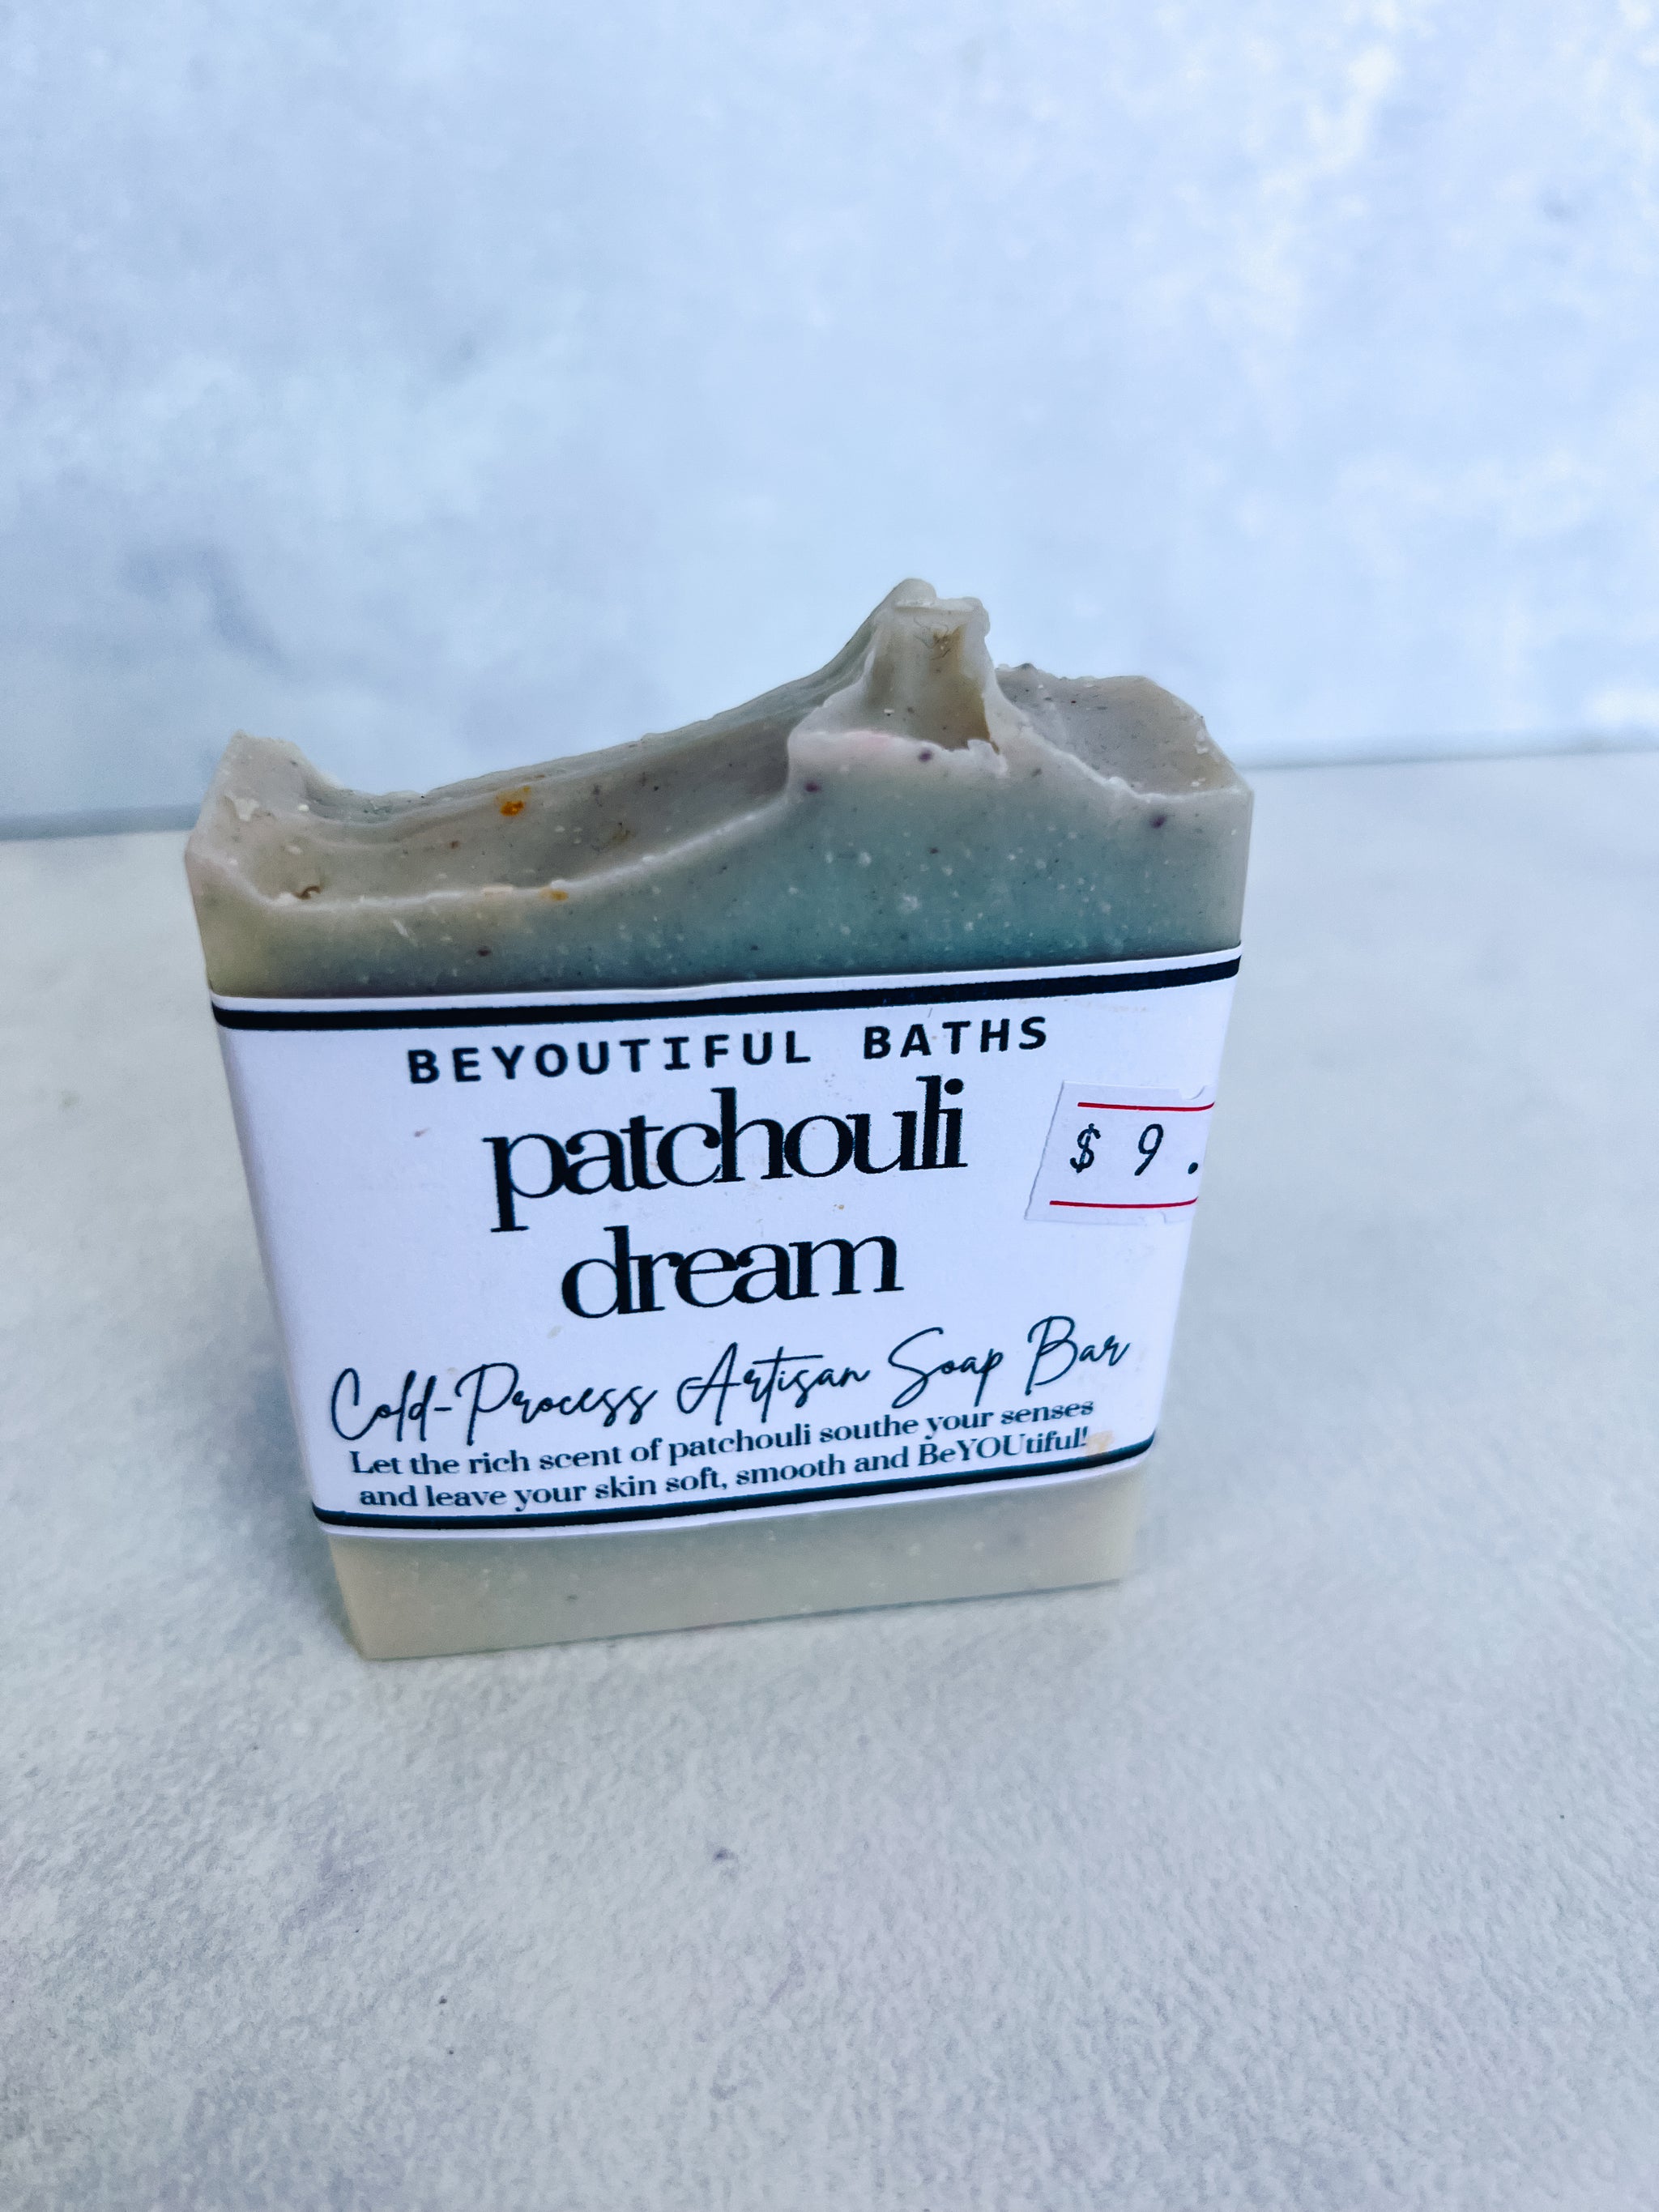 BEYOUTIFUL BATHS
patchouli
$ 9.
dream
Cold-Process Artisan Soap Bar
Let the rich scent of patchouli southe your senses
and leave your skin soft, smooth and BeYOUtiful!